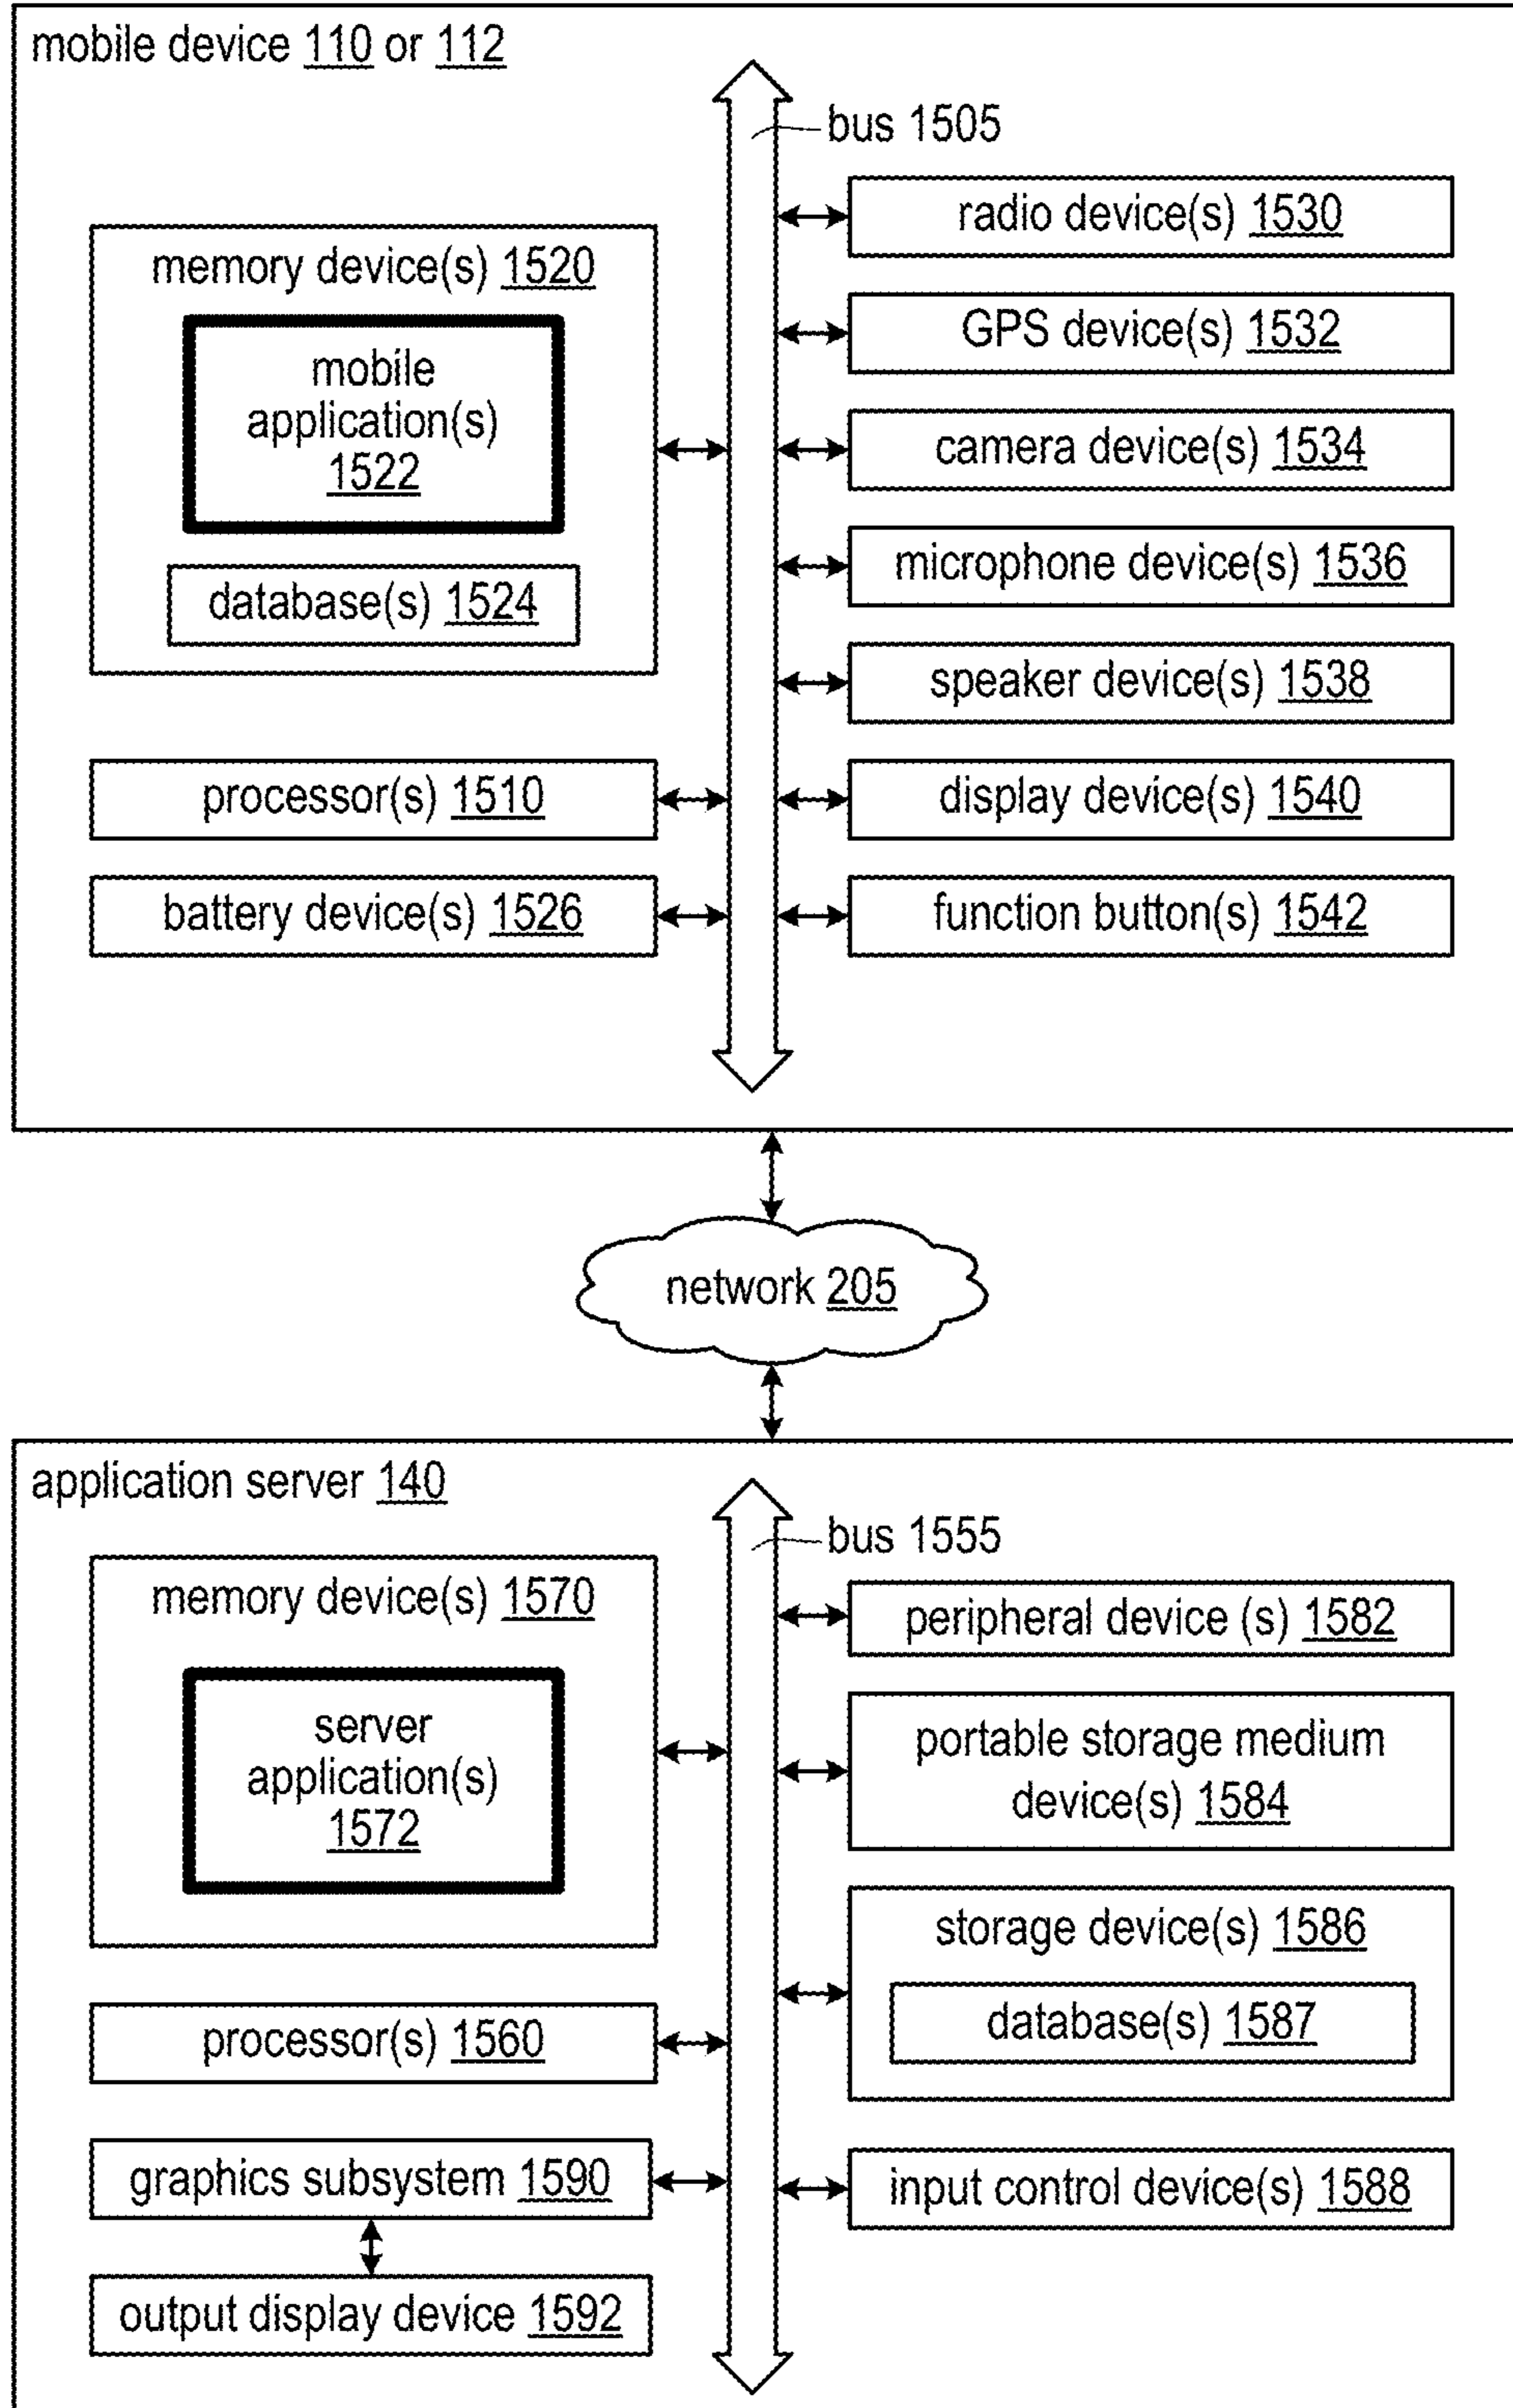 mobile device 110 or 112
bus 1505
memory device(s) 1520
mobile
application(s)
1522
database(s) 1524
processor(s) 1510
battery device(s) 1526
radio device(s) 1530
GPS device(s) 1532
camera device(s) 1534
microphone device(s) 1536
speaker device(s) 1538
display device(s) 1540
function button(s) 1542
network 205
application server 140
bus 1555
memory device(s) 1570
server
application(s)
1572
processor(s) 1560
graphics subsystem 1590
output display device 1592
peripheral device (s) 1582
portable storage medium
device(s) 1584
storage device(s) 1586
database(s) 1587
input control device(s) 1588